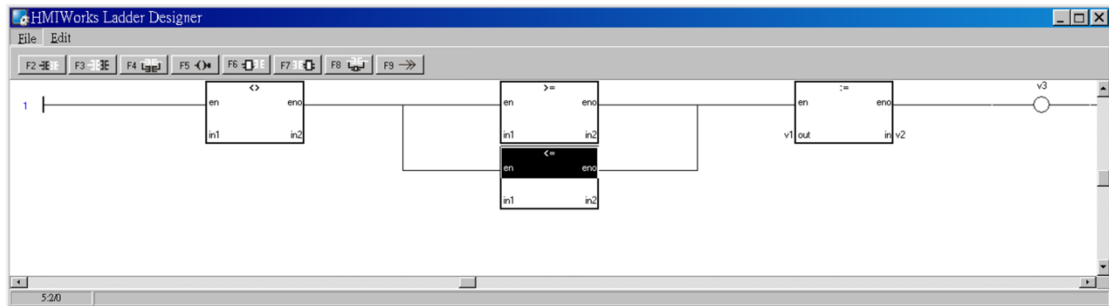 HMIWorks Ladder Designer
File Edit
F2 F3 F4 F5 F6 F7 F8 F9
<> >= := v3
1 en eno en eno en eno
in1 in2 in1 in2 v1 out in v2
<=
en eno
in1 in2
5:2/0